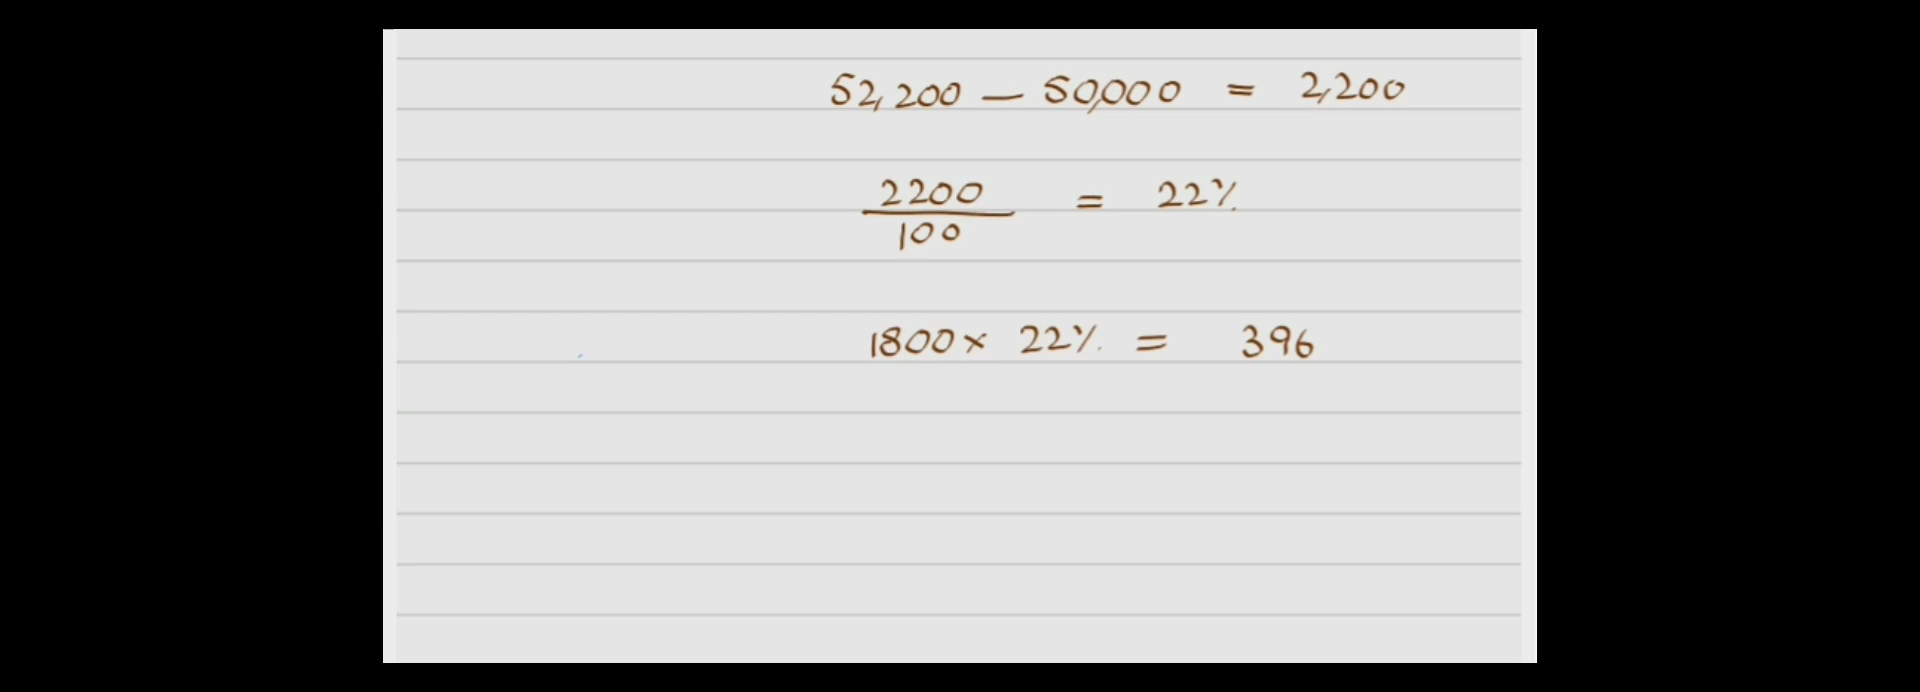 52,200 — 50,000 = 2,200
2200
100
= 22%
1800 × 22% = 396